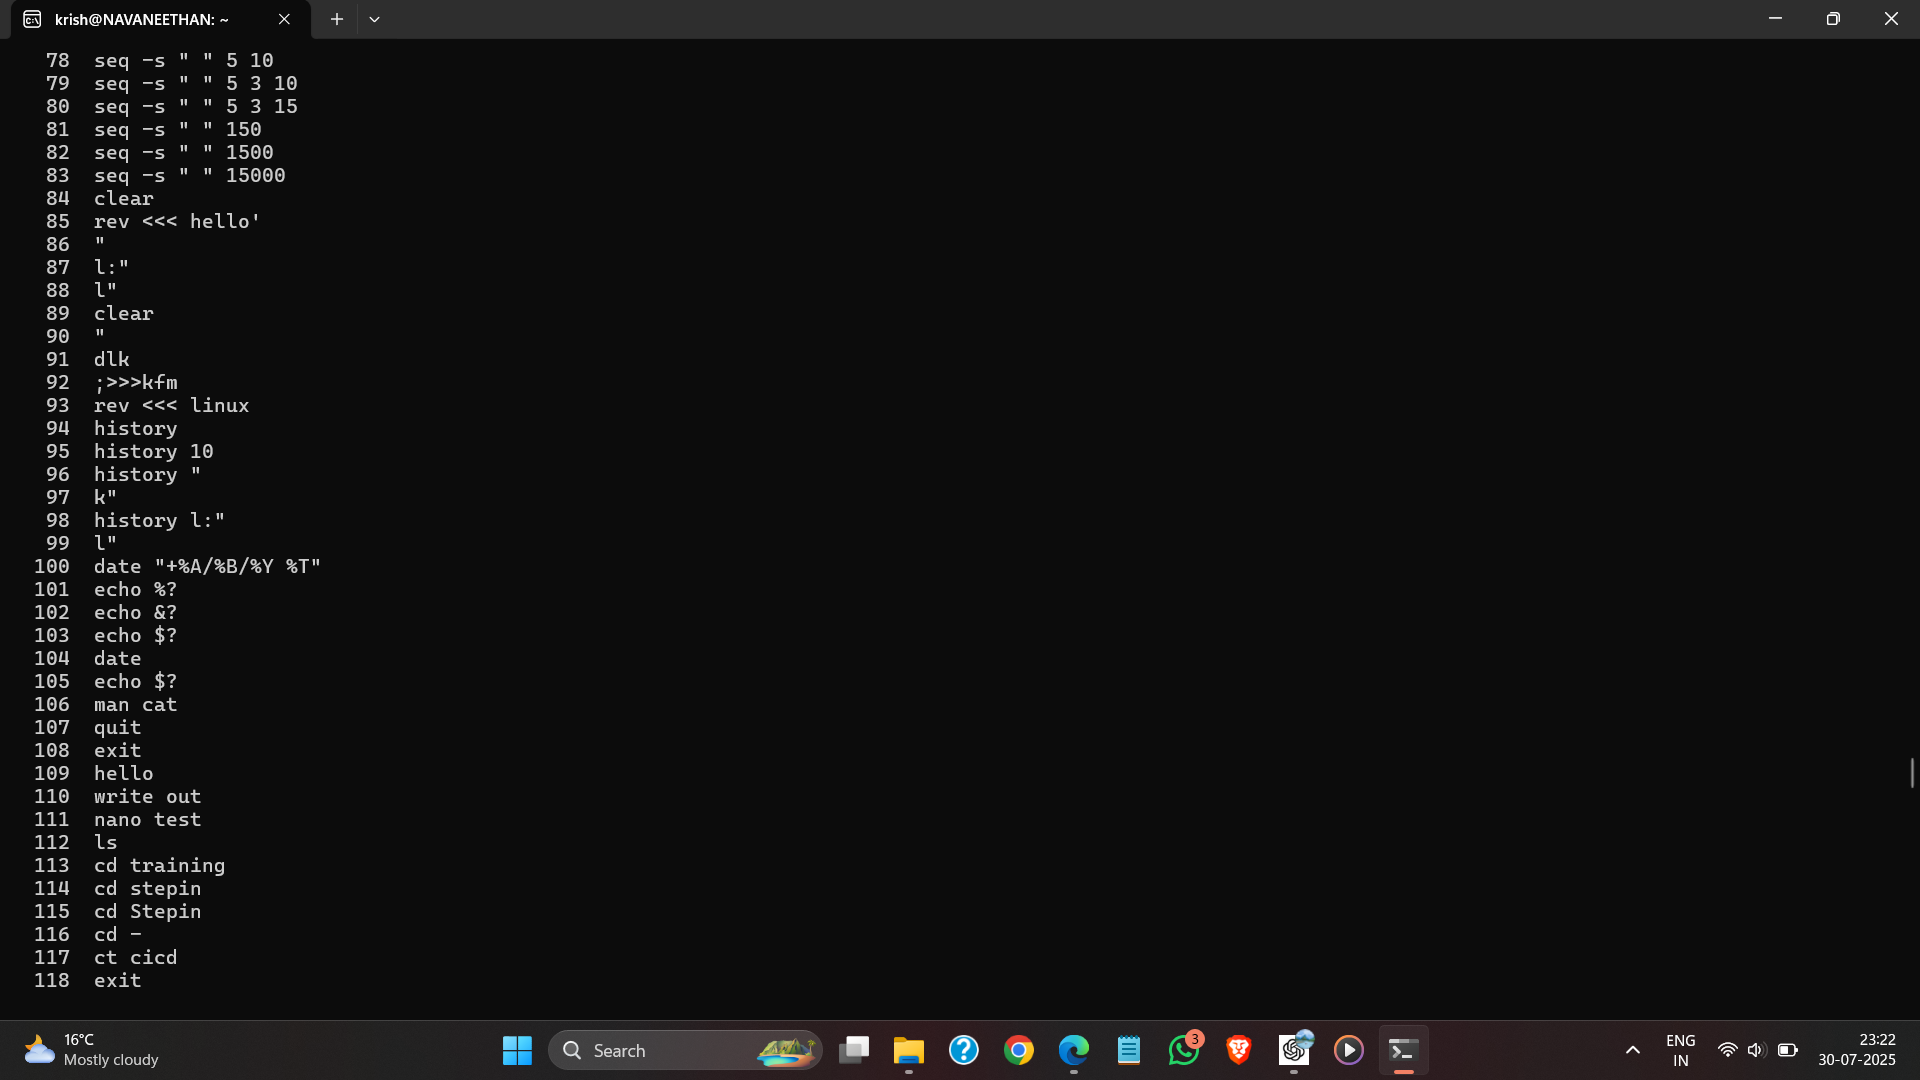 krish@NAVANEETHAN: ~
78 seq -s " " 5 10
79 seq -s " " 5 3 10
80 seq -s " " 5 3 15
81 seq -s " " 150
82 seq -s " " 1500
83 seq -s " " 15000
84 clear
85 rev <<< hello'
86 "
87 l:"
88 l"
89 clear
90 "
91 dlk
92 ;>>>kfm
93 rev <<< linux
94 history
95 history 10
96 history "
97 k"
98 history l:"
99 l"
100 date "+%A/%B/%Y %T"
101 echo %?
102 echo &?
103 echo $?
104 date
105 echo $?
106 man cat
107 quit
108 exit
109 hello
110 write out
111 nano test
112 ls
113 cd training
114 cd stepin
115 cd Stepin
116 cd -
117 ct cicd
118 exit
16°C
Mostly cloudy
Search
3
ENG
IN
23:22
30-07-2025